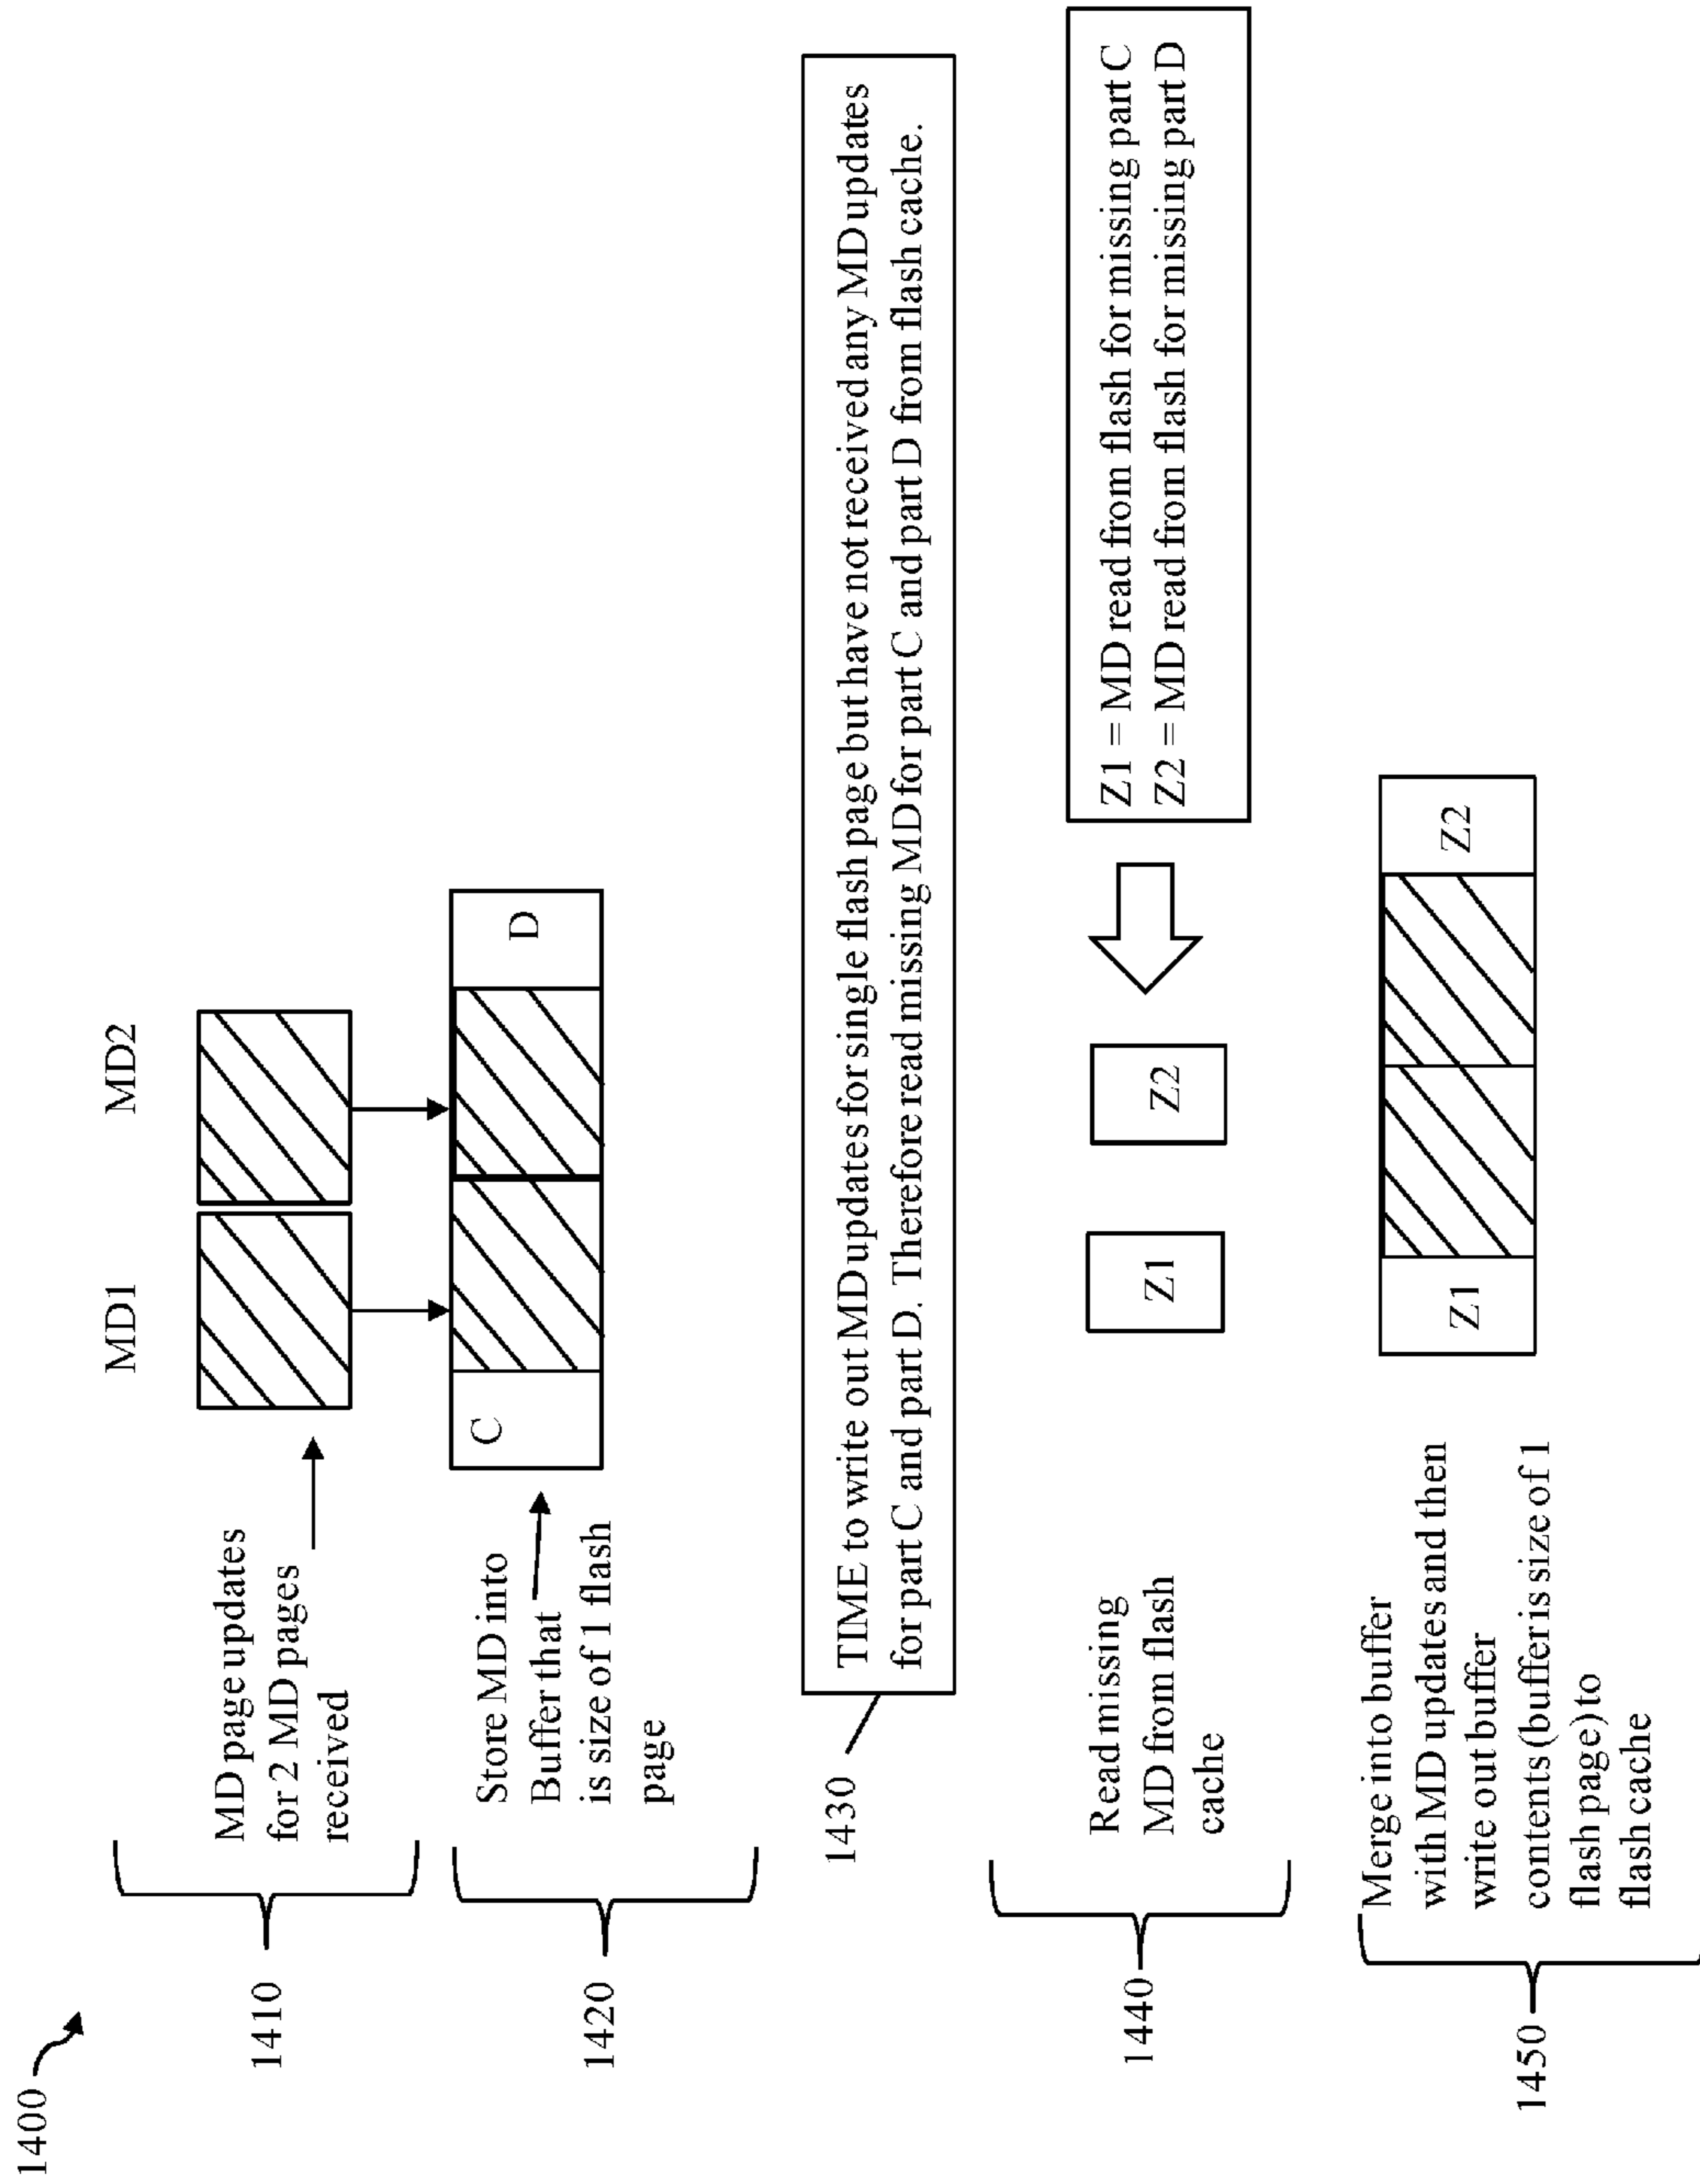 1400
MD1
MD2
1410
MD page updates
for 2 MD pages
received
1420
Store MD into
Buffer that
is size of 1 flash
page
C
D
1430
TIME to write out MD updates for single flash page but have not received any MD updates
for part C and part D. Therefore read missing MD for part C and part D from flash cache.
1440
Read missing
MD from flash
cache
Z1
Z2
Z1 = MD read from flash for missing part C
Z2 = MD read from flash for missing part D
1450
Merge into buffer
with MD updates and then
write out buffer
contents (buffer is size of 1
flash page) to
flash cache
Z1
Z2